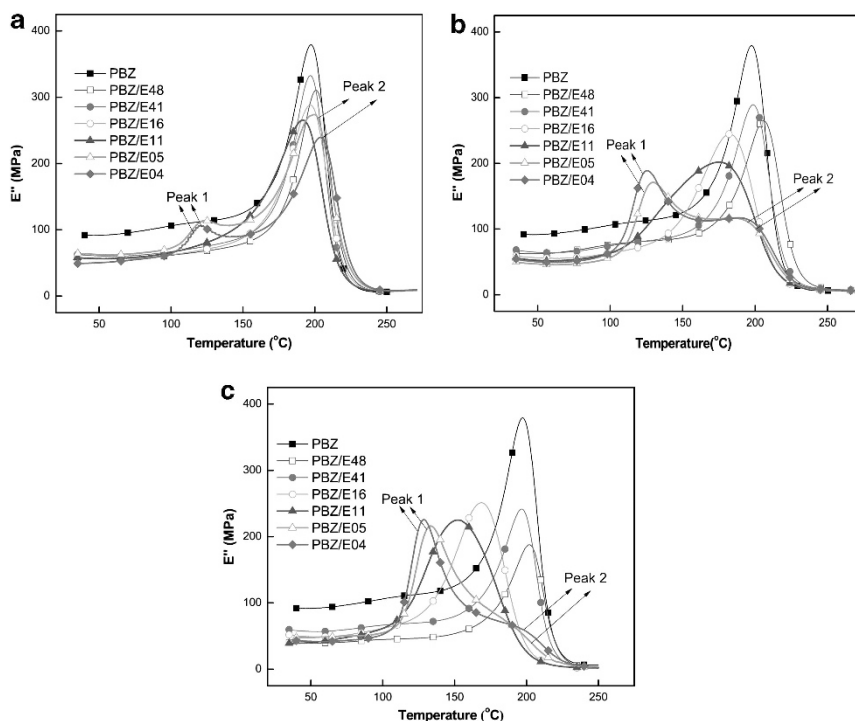 a
400
300
200
100
0
E" (MPa)
PBZ
PBZ/E48
PBZ/E41
PBZ/E16
PBZ/E11
PBZ/E05
PBZ/E04
Peak 1
Peak 2
50 100 150 200 250
Temperature (°C)
b
400
300
200
100
0
E" (MPa)
PBZ
PBZ/E48
PBZ/E41
PBZ/E16
PBZ/E11
PBZ/E05
PBZ/E04
Peak 1
Peak 2
50 100 150 200 250
Temperature(°C)
c
400
300
200
100
0
E" (MPa)
PBZ
PBZ/E48
PBZ/E41
PBZ/E16
PBZ/E11
PBZ/E05
PBZ/E04
Peak 1
Peak 2
50 100 150 200 250
Temperature (°C)